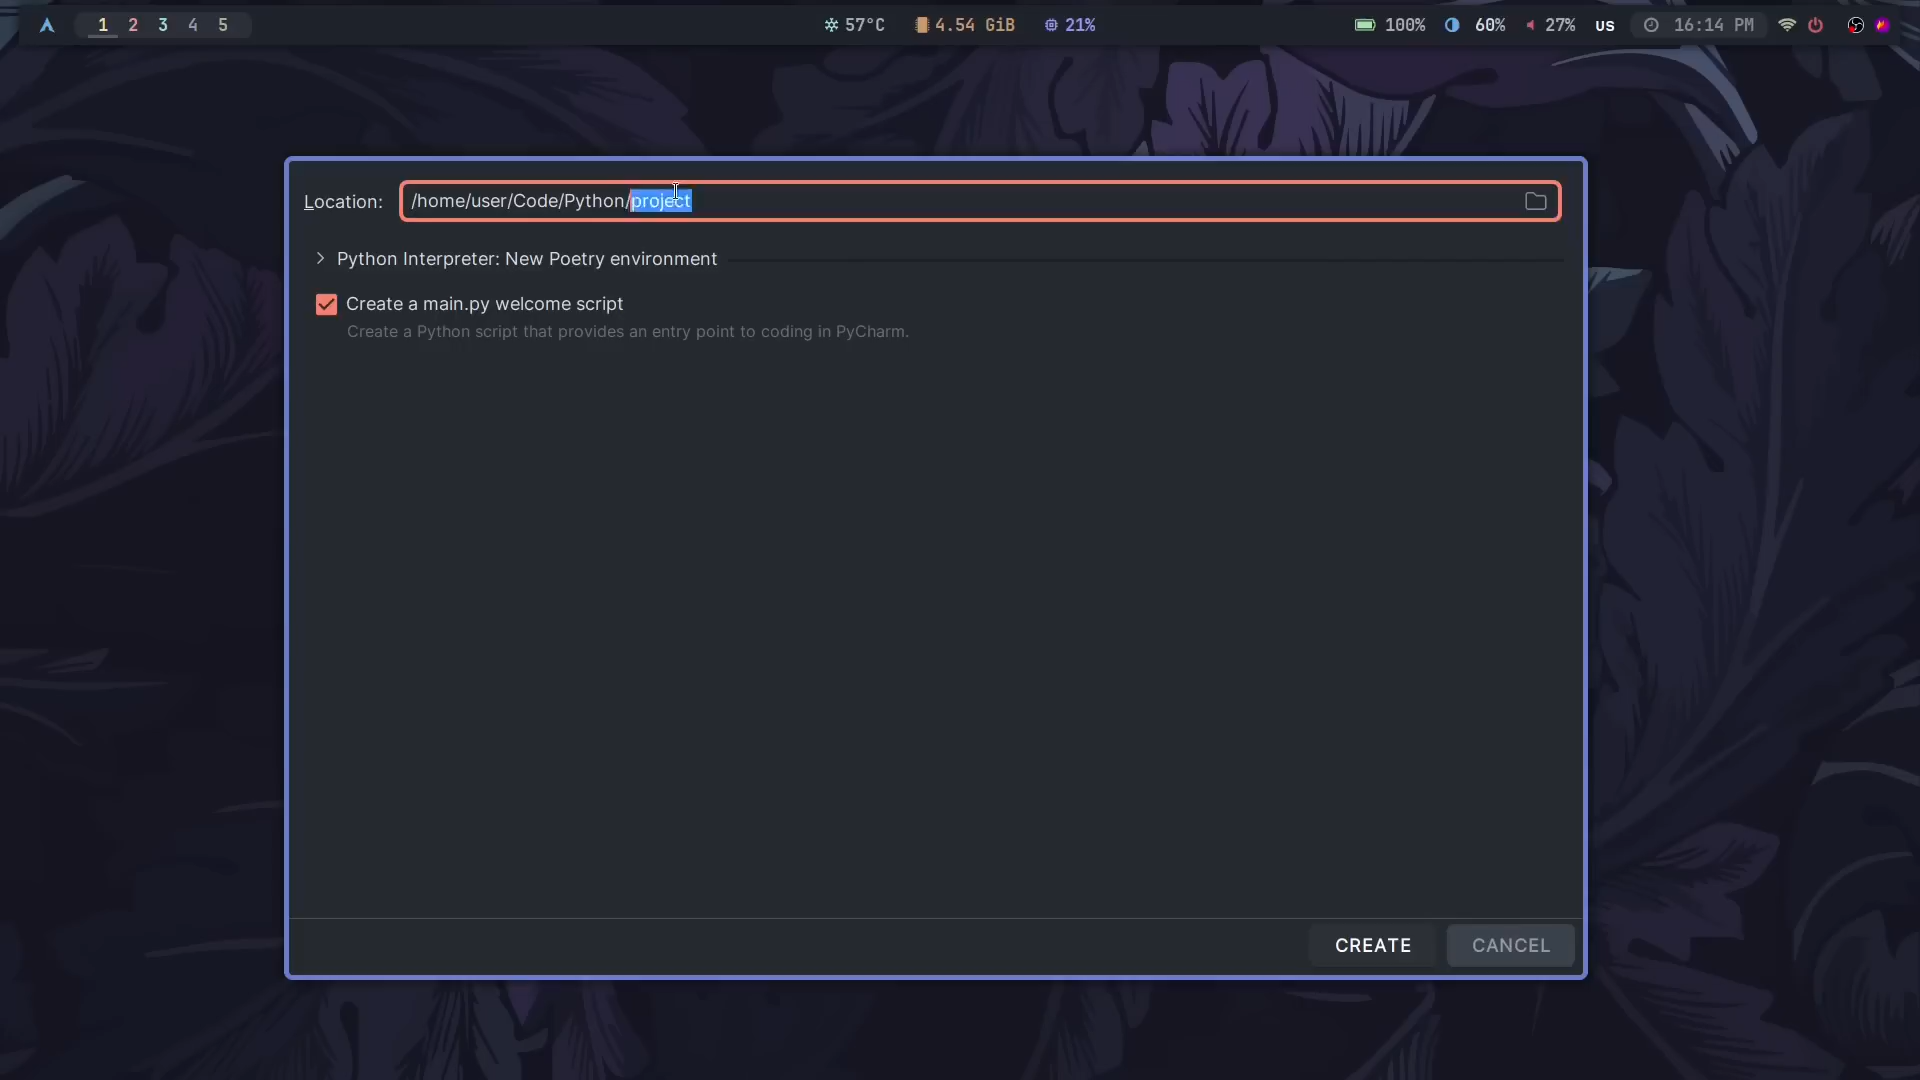 1 2 3 4 5 57°C 4.54 GiB 21% 100% 60% 27% US 16:14 PM
Location: /home/user/Code/Python/project
Python Interpreter: New Poetry environment
Create a main.py welcome script
Create a Python script that provides an entry point to coding in PyCharm.
CREATE CANCEL